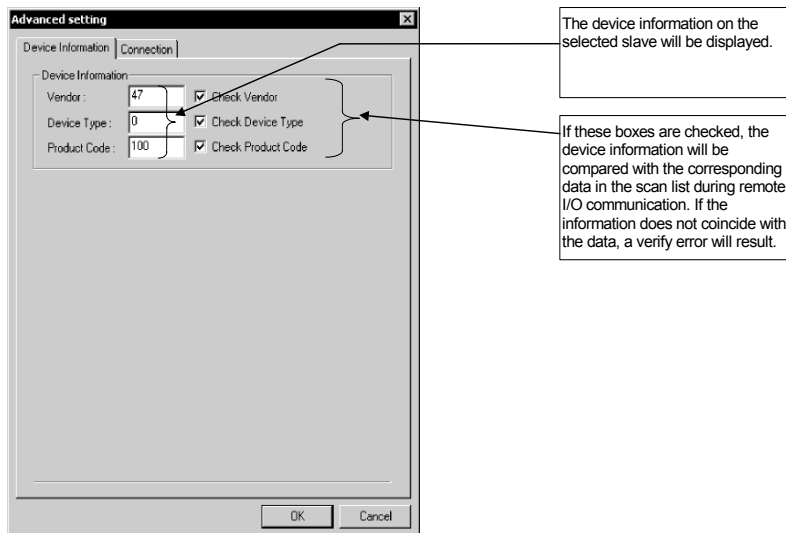 Advanced setting
Device Information
Connection
Device Information
Vendor : 47 Check Vendor
Device Type : 0 Check Device Type
Product Code : 100 Check Product Code
OK Cancel
The device information on the
selected slave will be displayed.
If these boxes are checked, the
device information will be
compared with the corresponding
data in the scan list during remote
I/O communication. If the
information does not coincide with
the data, a verify error will result.